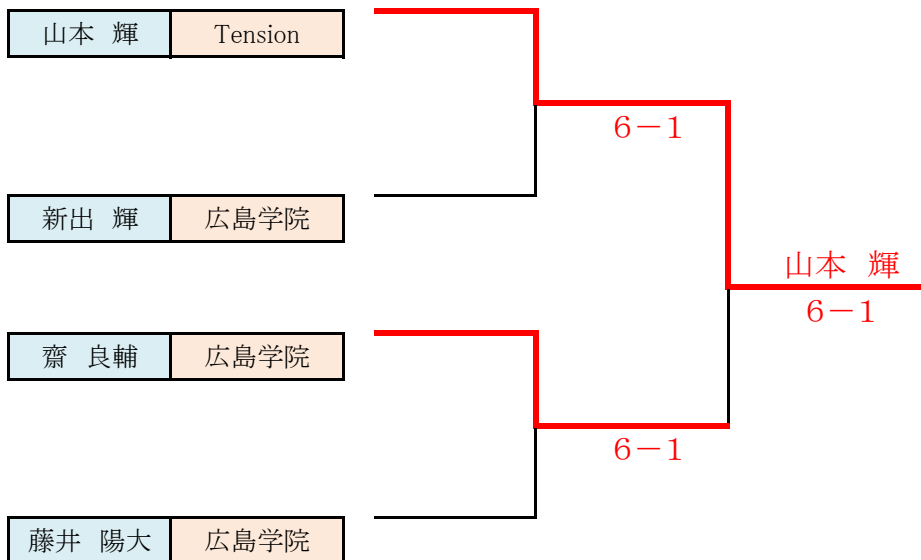 山本 輝 Tension
6－1
新出 輝 広島学院
山本 輝
6－1
齋 良輔 広島学院
6－1
藤井 陽大 広島学院